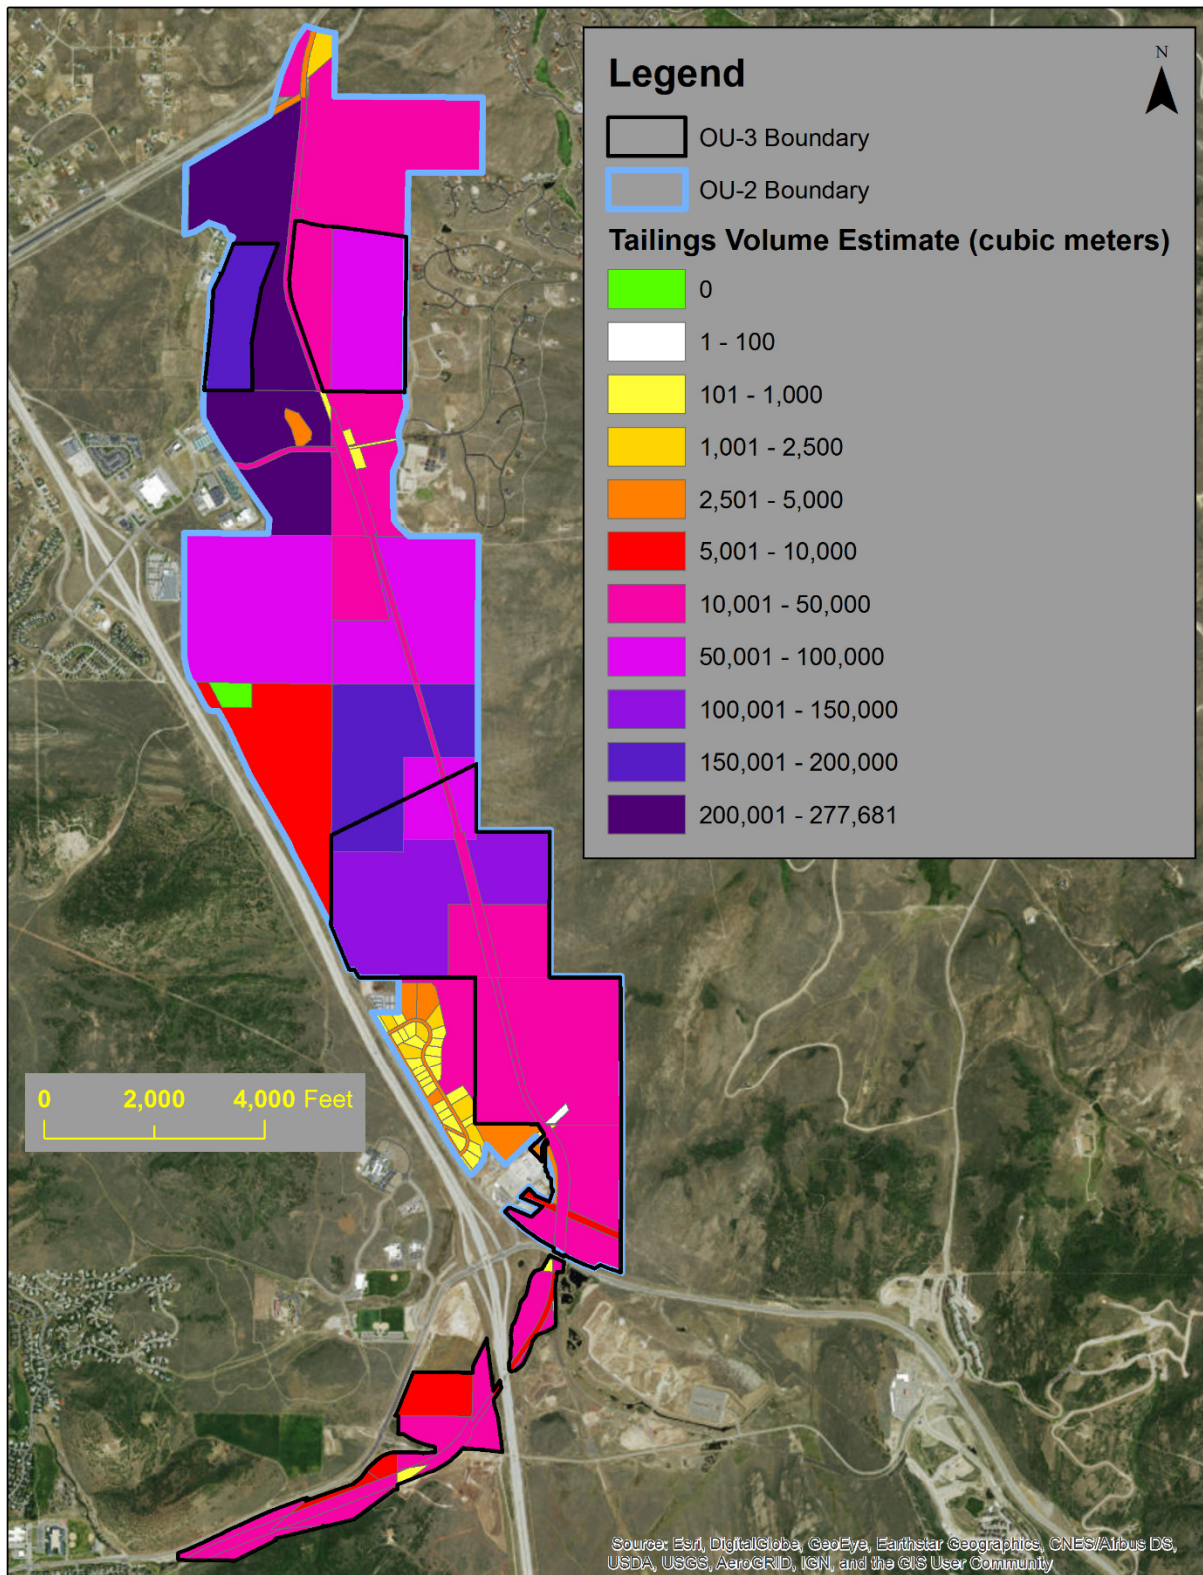 Legend
N
OU-3 Boundary
OU-2 Boundary
Tailings Volume Estimate (cubic meters)
0
1 - 100
101 - 1,000
1,001 - 2,500
2,501 - 5,000
5,001 - 10,000
10,001 - 50,000
50,001 - 100,000
100,001 - 150,000
150,001 - 200,000
200,001 - 277,681
0 2,000 4,000 Feet
Source: Esri, DigitalGlobe, GeoEye, Earthstar Geographics, CNES/Airbus DS,
USDA, USGS, AeroGRID, IGN, and the GIS User Community